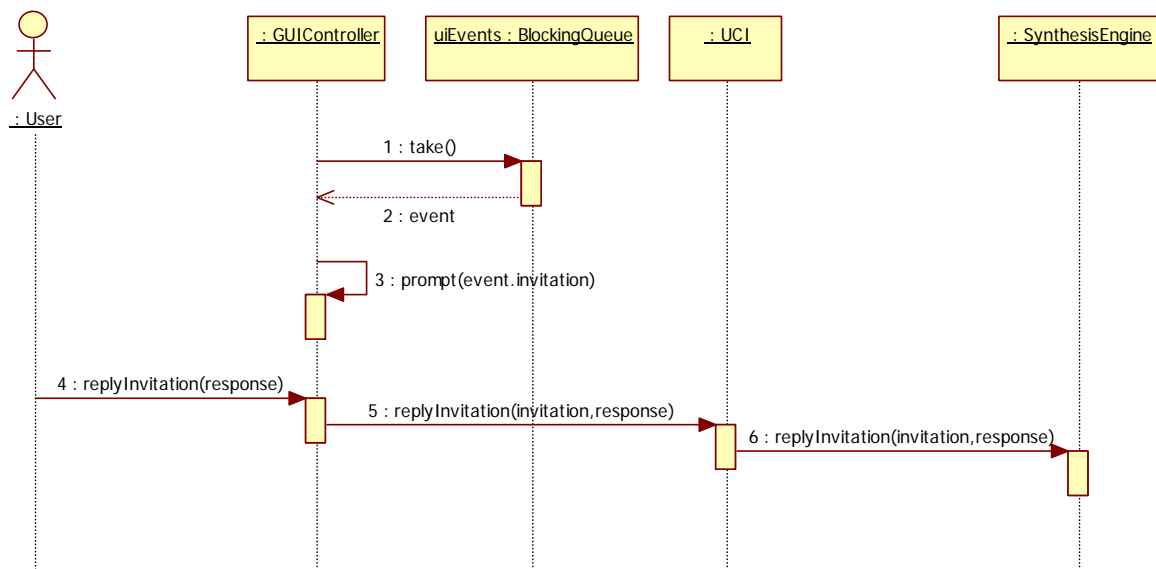 : GUIController
uiEvents : BlockingQueue
: UCI
: SynthesisEngine
: User
1 : take()
2 : event
3 : prompt(event.invitation)
4 : replyInvitation(response)
5 : replyInvitation(invitation,response)
6 : replyInvitation(invitation,response)